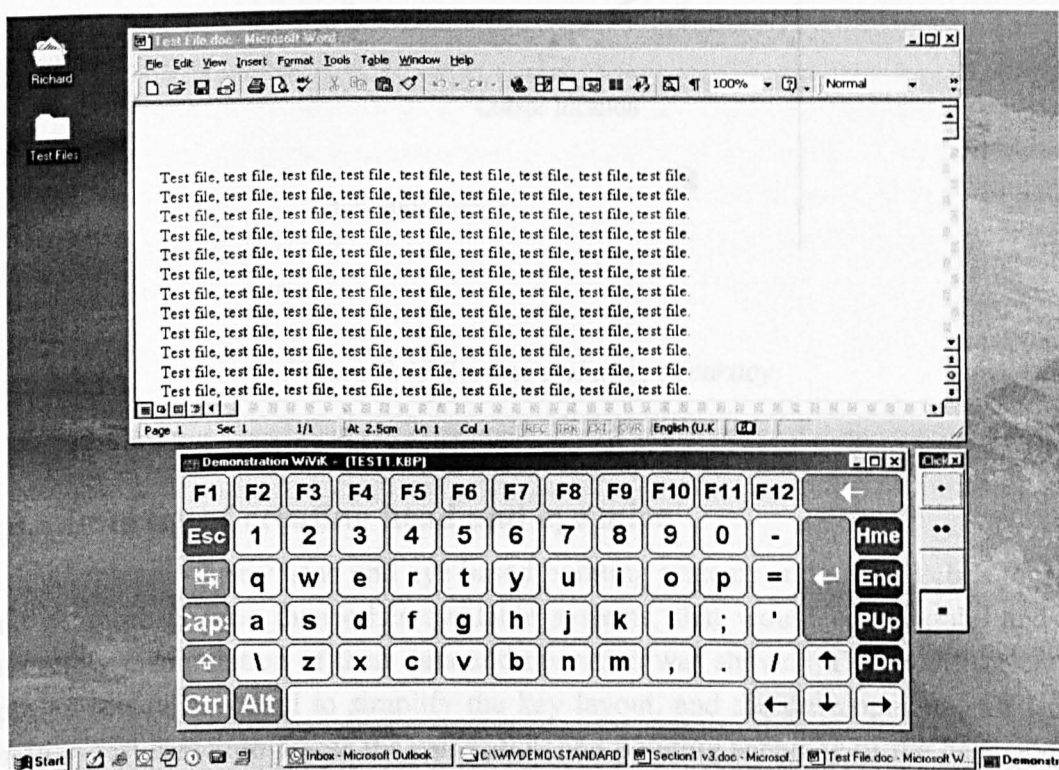 Richard
Test Files
Test File.doc - Microsoft Word
File Edit View Insert Format Tools Table Window Help
100% Normal
Test file, test file, test file, test file, test file, test file, test file, test file, test file.
Test file, test file, test file, test file, test file, test file, test file, test file, test file.
Test file, test file, test file, test file, test file, test file, test file, test file, test file.
Test file, test file, test file, test file, test file, test file, test file, test file, test file.
Test file, test file, test file, test file, test file, test file, test file, test file, test file.
Test file, test file, test file, test file, test file, test file, test file, test file, test file.
Test file, test file, test file, test file, test file, test file, test file, test file, test file.
Test file, test file, test file, test file, test file, test file, test file, test file, test file.
Test file, test file, test file, test file, test file, test file, test file, test file, test file.
Test file, test file, test file, test file, test file, test file, test file, test file, test file.
Test file, test file, test file, test file, test file, test file, test file, test file, test file.
Test file, test file, test file, test file, test file, test file, test file, test file, test file.
Page 1 Sec 1 1/1 At 2.5cm Ln 1 Col 1 REC TRK EXT OVR English (U.K
Demonstration WiViK - [TEST1.KBP]
Click
F1 F2 F3 F4 F5 F6 F7 F8 F9 F10 F11 F12
Esc 1 2 3 4 5 6 7 8 9 0 - Hme
q w e r t y u i o p = End
Caps a s d f g h j k l ; ' PUp
\ z x c v b n m , . / PDn
Ctrl Alt
Start Inbox - Microsoft Outlook C:\WIVDEMO\STANDARD Section1 v3.doc - Microsof... Test File.doc - Microsoft W... Demonst